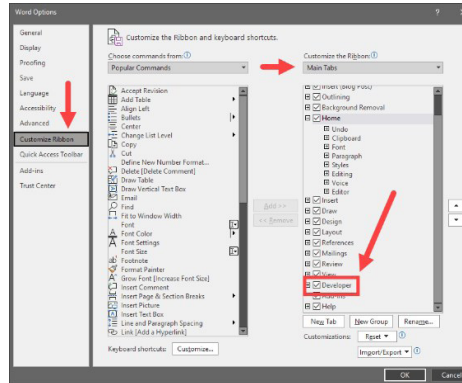 Word Options
?
General
Display
Proofing
Save
Language
Accessibility
Advanced
Customize Ribbon
Quick Access Toolbar
Add-ins
Trust Center
Customize the Ribbon and keyboard shortcuts.
Choose commands from:
Popular Commands
Accept Revision
Add Table
Align Left
Bullets
Center
Change List Level
Copy
Cut
Define New Number Format...
Delete [Delete Comment]
Draw Table
Draw Vertical Text Box
Email
Find
Fit to Window Width
Font
Font Color
Font Settings
Font Size
Footnote
Format Painter
Grow Font [Increase Font Size]
Insert Comment
Insert Page & Section Breaks
Insert Picture
Insert Text Box
Line and Paragraph Spacing
Link [Add a Hyperlink]
Keyboard shortcuts: Customize...
Add >>
<< Remove
Customize the Ribbon:
Main Tabs
Insert (Blog Post)
Outlining
Background Removal
Home
Undo
Clipboard
Font
Paragraph
Styles
Editing
Voice
Editor
Insert
Draw
Design
Layout
References
Mailings
Review
View
Developer
Add-ins
Help
New Tab New Group Rename...
Customizations: Reset
Import/Export
OK Cancel